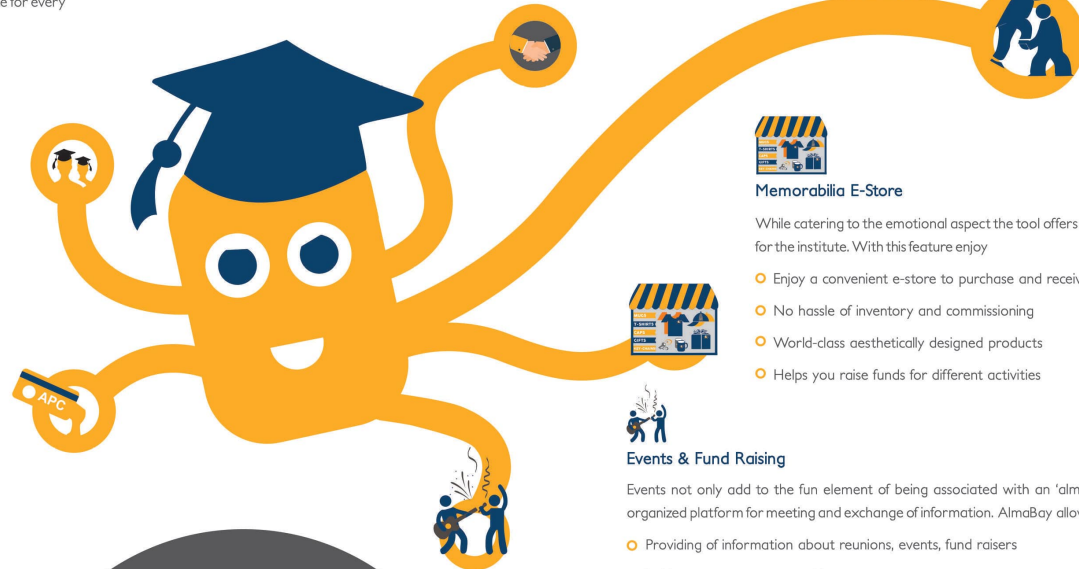 e for every
Memorabilia E-Store
While catering to the emotional aspect the tool offers
for the institute. With this feature enjoy
Enjoy a convenient e-store to purchase and receiv
No hassle of inventory and commissioning
World-class aesthetically designed products
Helps you raise funds for different activities
T-SHIRTS
CAPS
GIFTS
APC
Events & Fund Raising
Events not only add to the fun element of being associated with an ‘alm
organized platform for meeting and exchange of information. AlmaBay allow
Providing of information about reunions, events, fund raisers